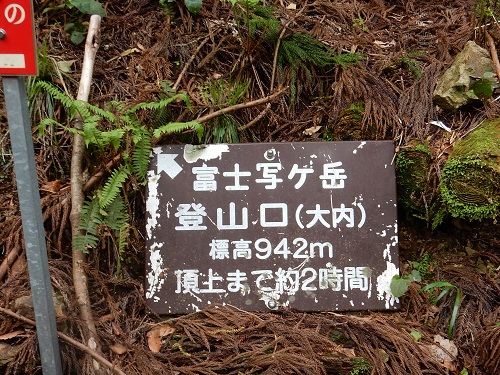 の
富士写ケ岳
登山口(大内)
標高942m
頂上まで約2時間